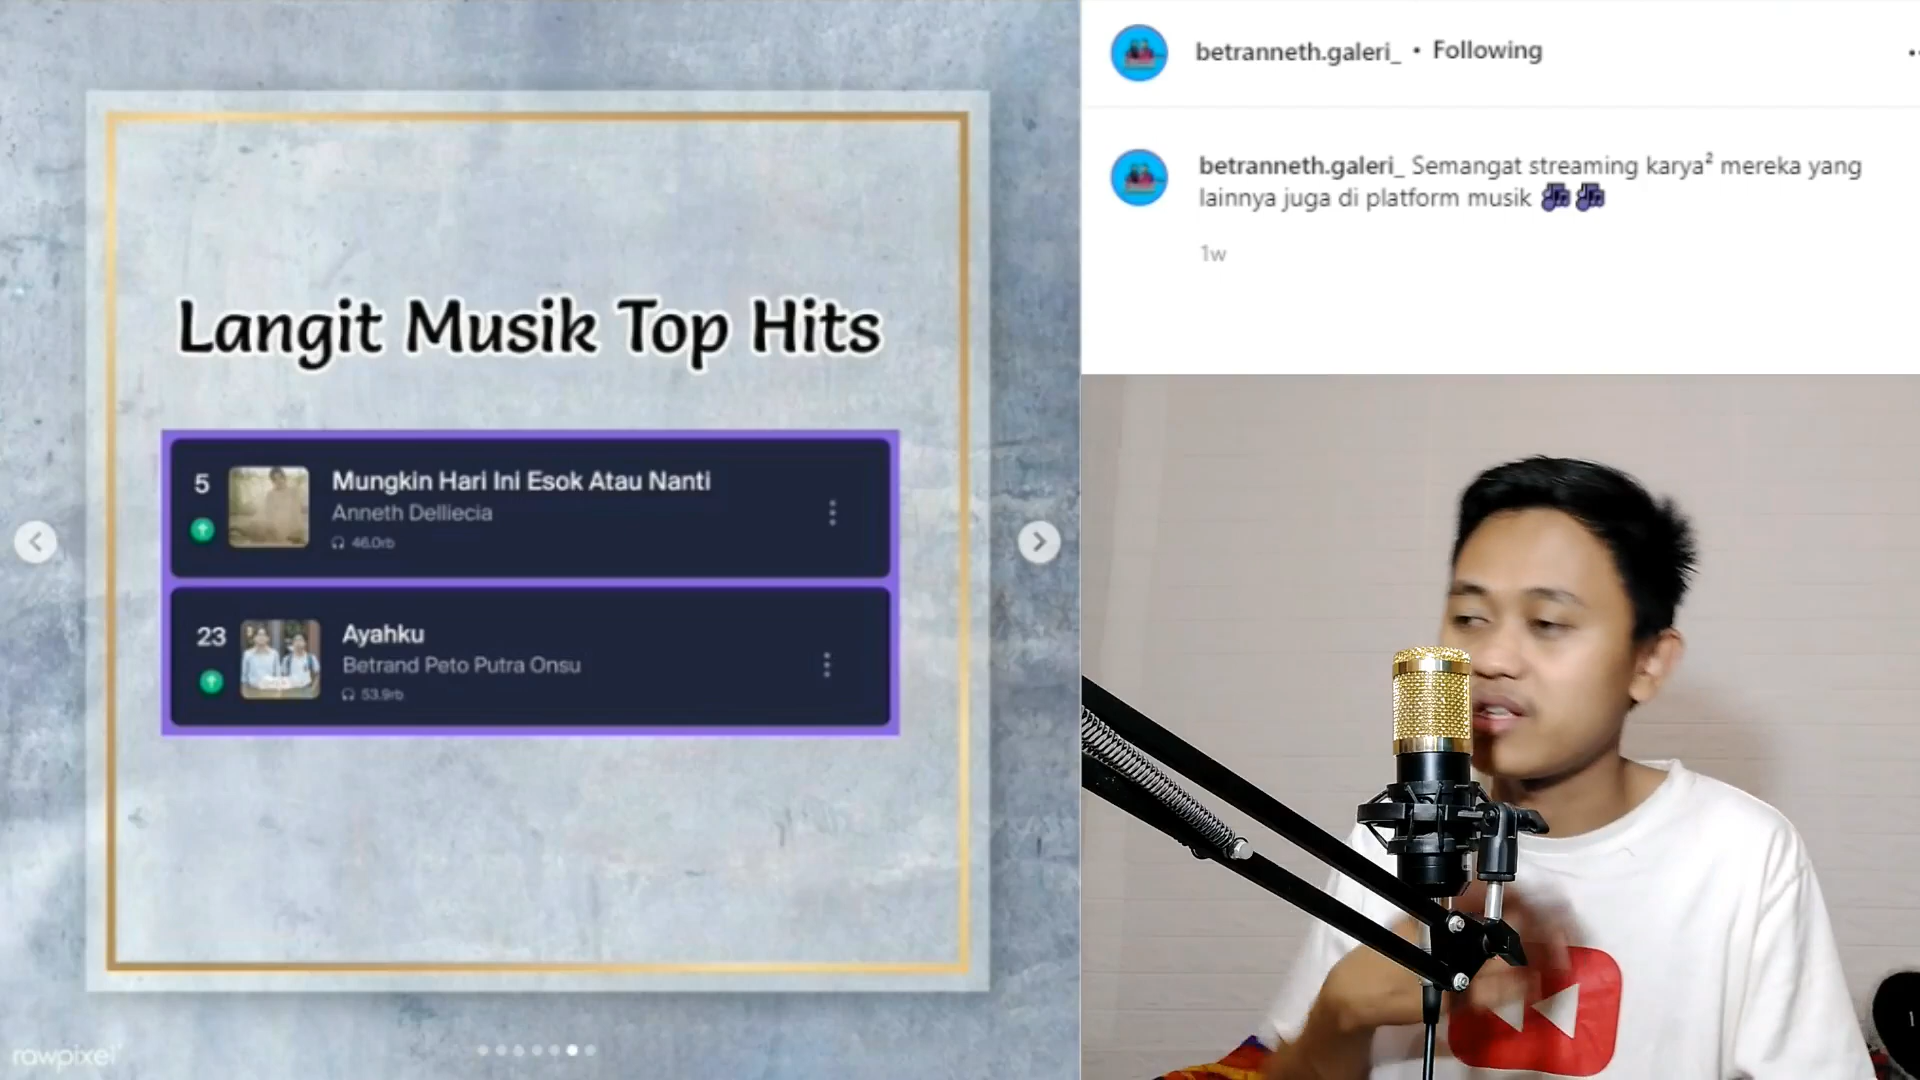 Langit Musik Top Hits
5
Mungkin Hari Ini Esok Atau Nanti
Anneth Delliecia
46.0rb
23
Ayahku
Betrand Peto Putra Onsu
53.9rb
rawpixel
betranneth.galeri_ • Following
betranneth.galeri_ Semangat streaming karya² mereka yang
lainnya juga di platform musik
1w